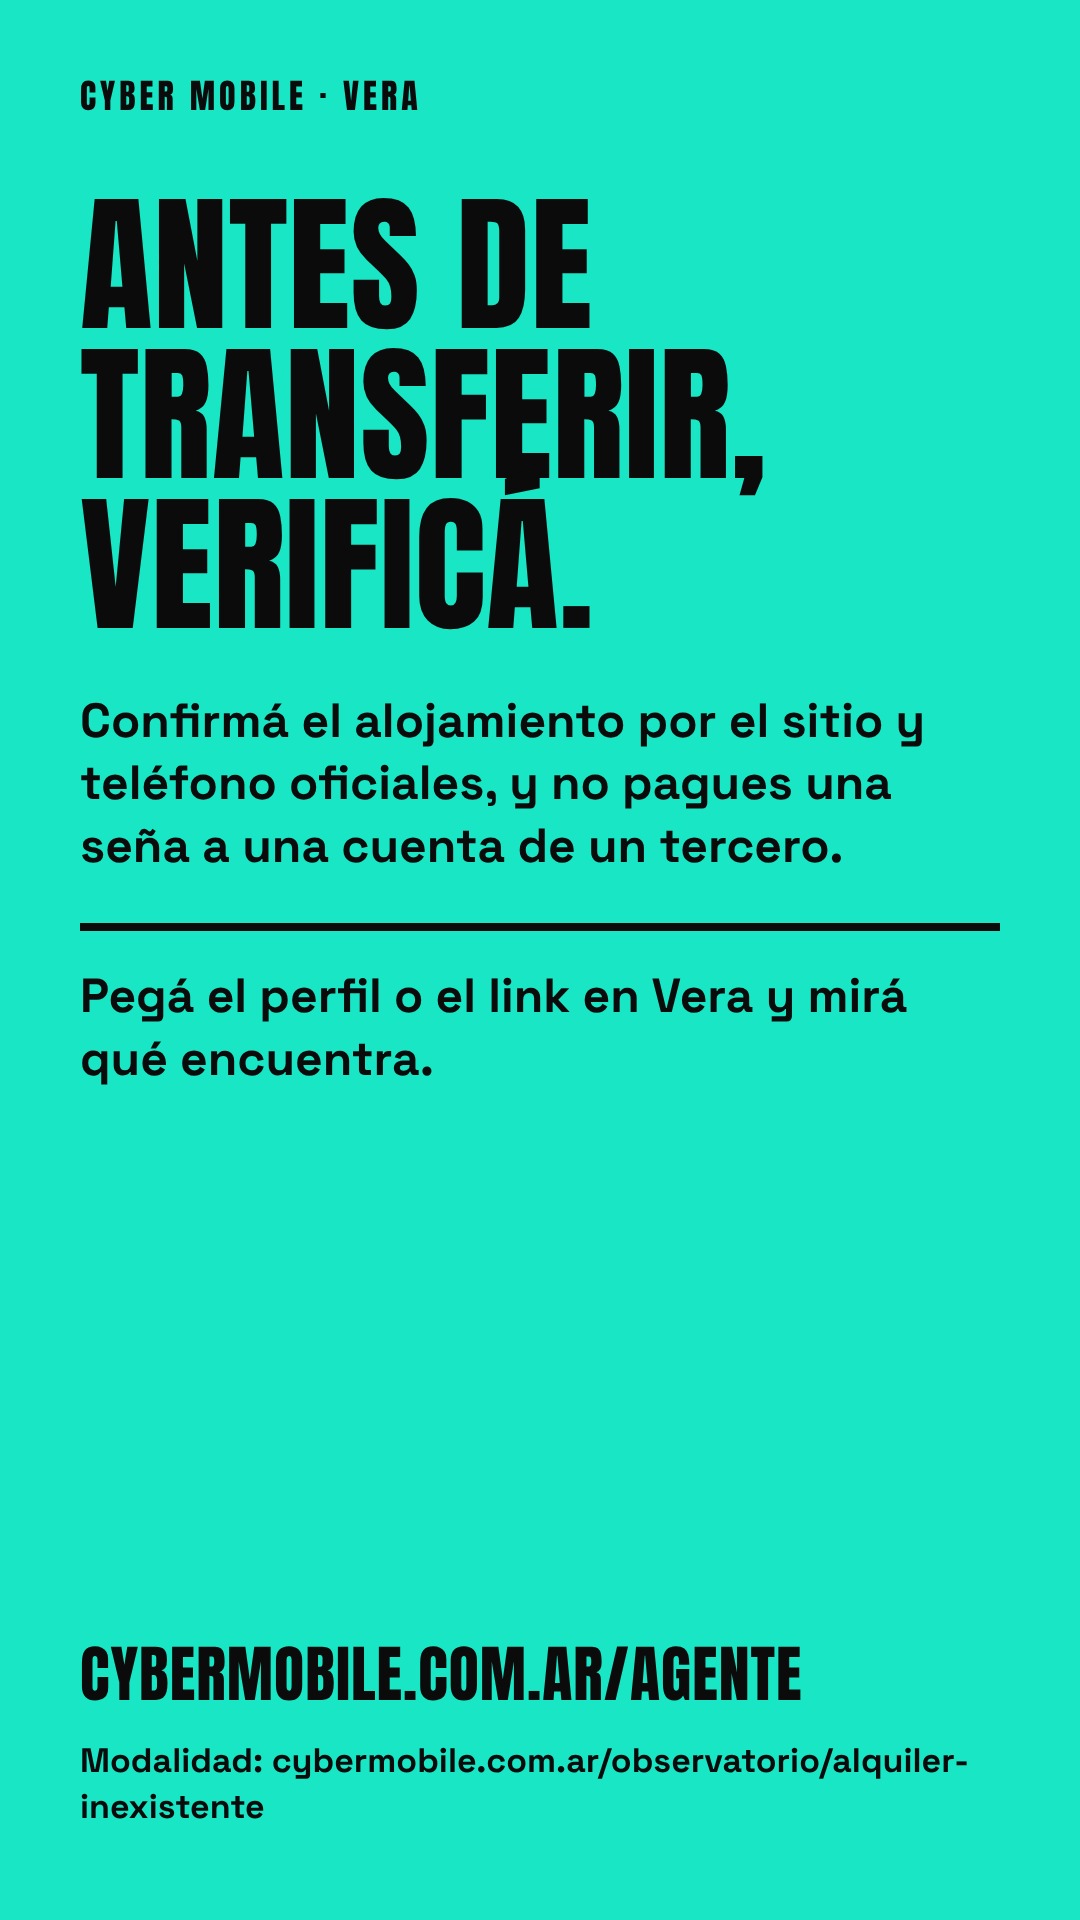 CYBER MOBILE · VERA
ANTES DE
TRANSFERIR,
VERIFICÁ.
Confirmá el alojamiento por el sitio y
teléfono oficiales, y no pagues una
seña a una cuenta de un tercero.
Pegá el perfil o el link en Vera y mirá
qué encuentra.
CYBERMOBILE.COM.AR/AGENTE
Modalidad: cybermobile.com.ar/observatorio/alquiler-
inexistente